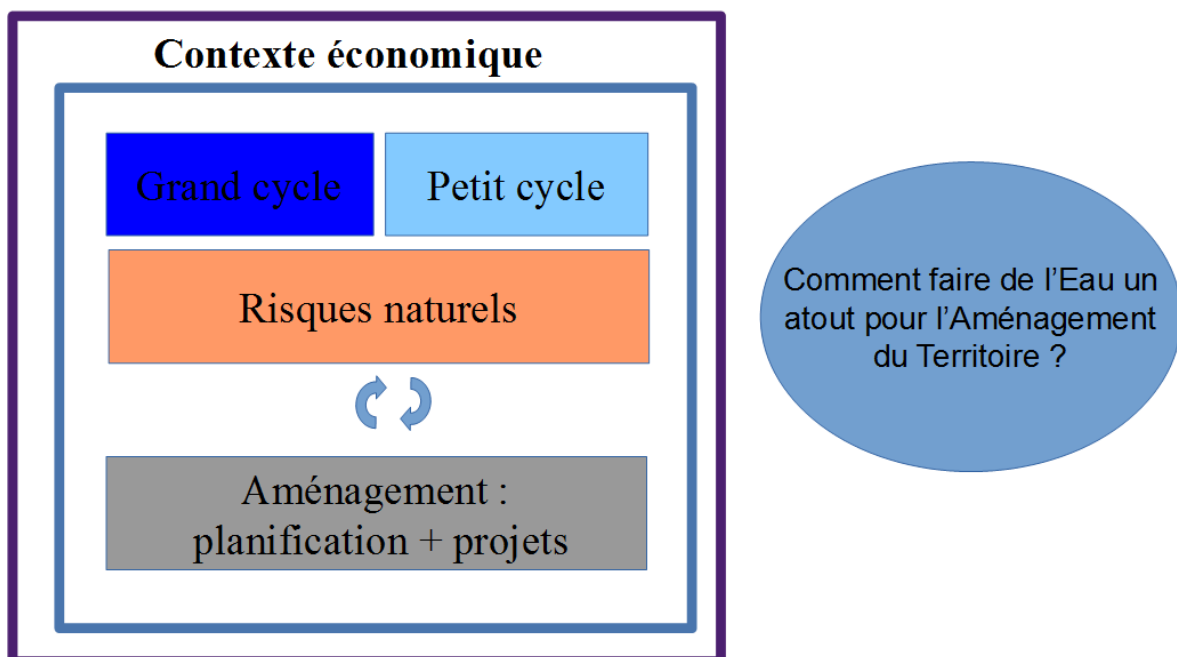 Contexte économique
Grand cycle
Petit cycle
Risques naturels
Aménagement :
planification + projets
Comment faire de l’Eau un
atout pour l’Aménagement
du Territoire ?